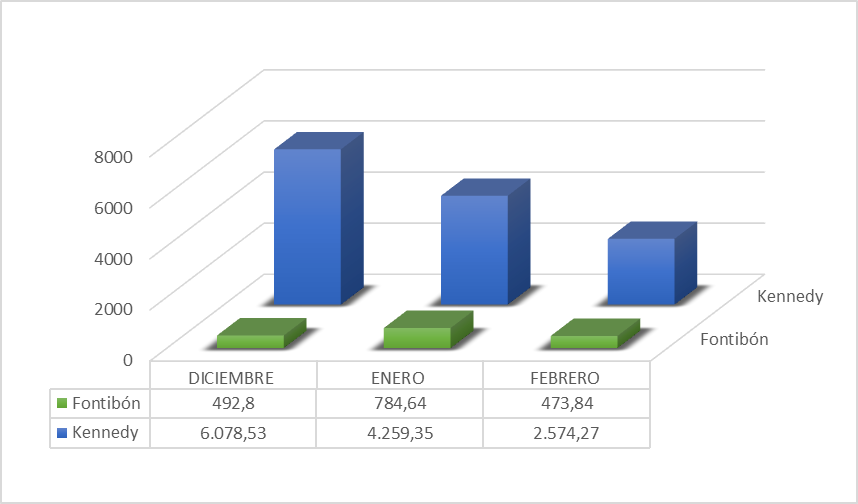 8000
6000
4000
2000
0
Kennedy
Fontibón
DICIEMBRE ENERO FEBRERO
Fontibón 492,8 784,64 473,84
Kennedy 6.078,53 4.259,35 2.574,27